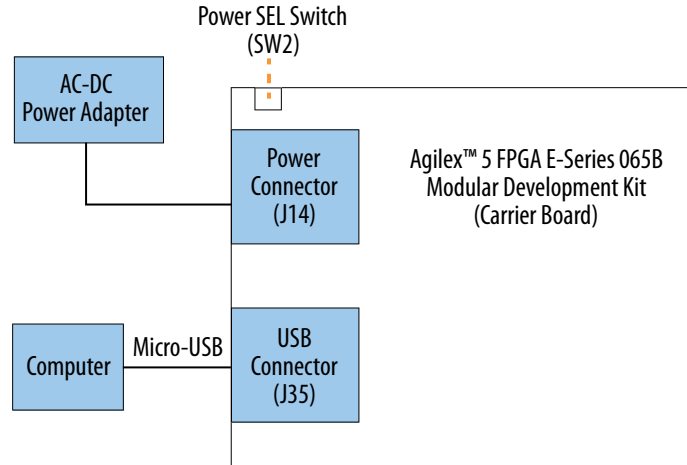 Power SEL Switch
(SW2)
AC-DC
Power Adapter
Power
Connector
(J14)
Agilex™ 5 FPGA E-Series 065B
Modular Development Kit
(Carrier Board)
Computer
Micro-USB
USB
Connector
(J35)